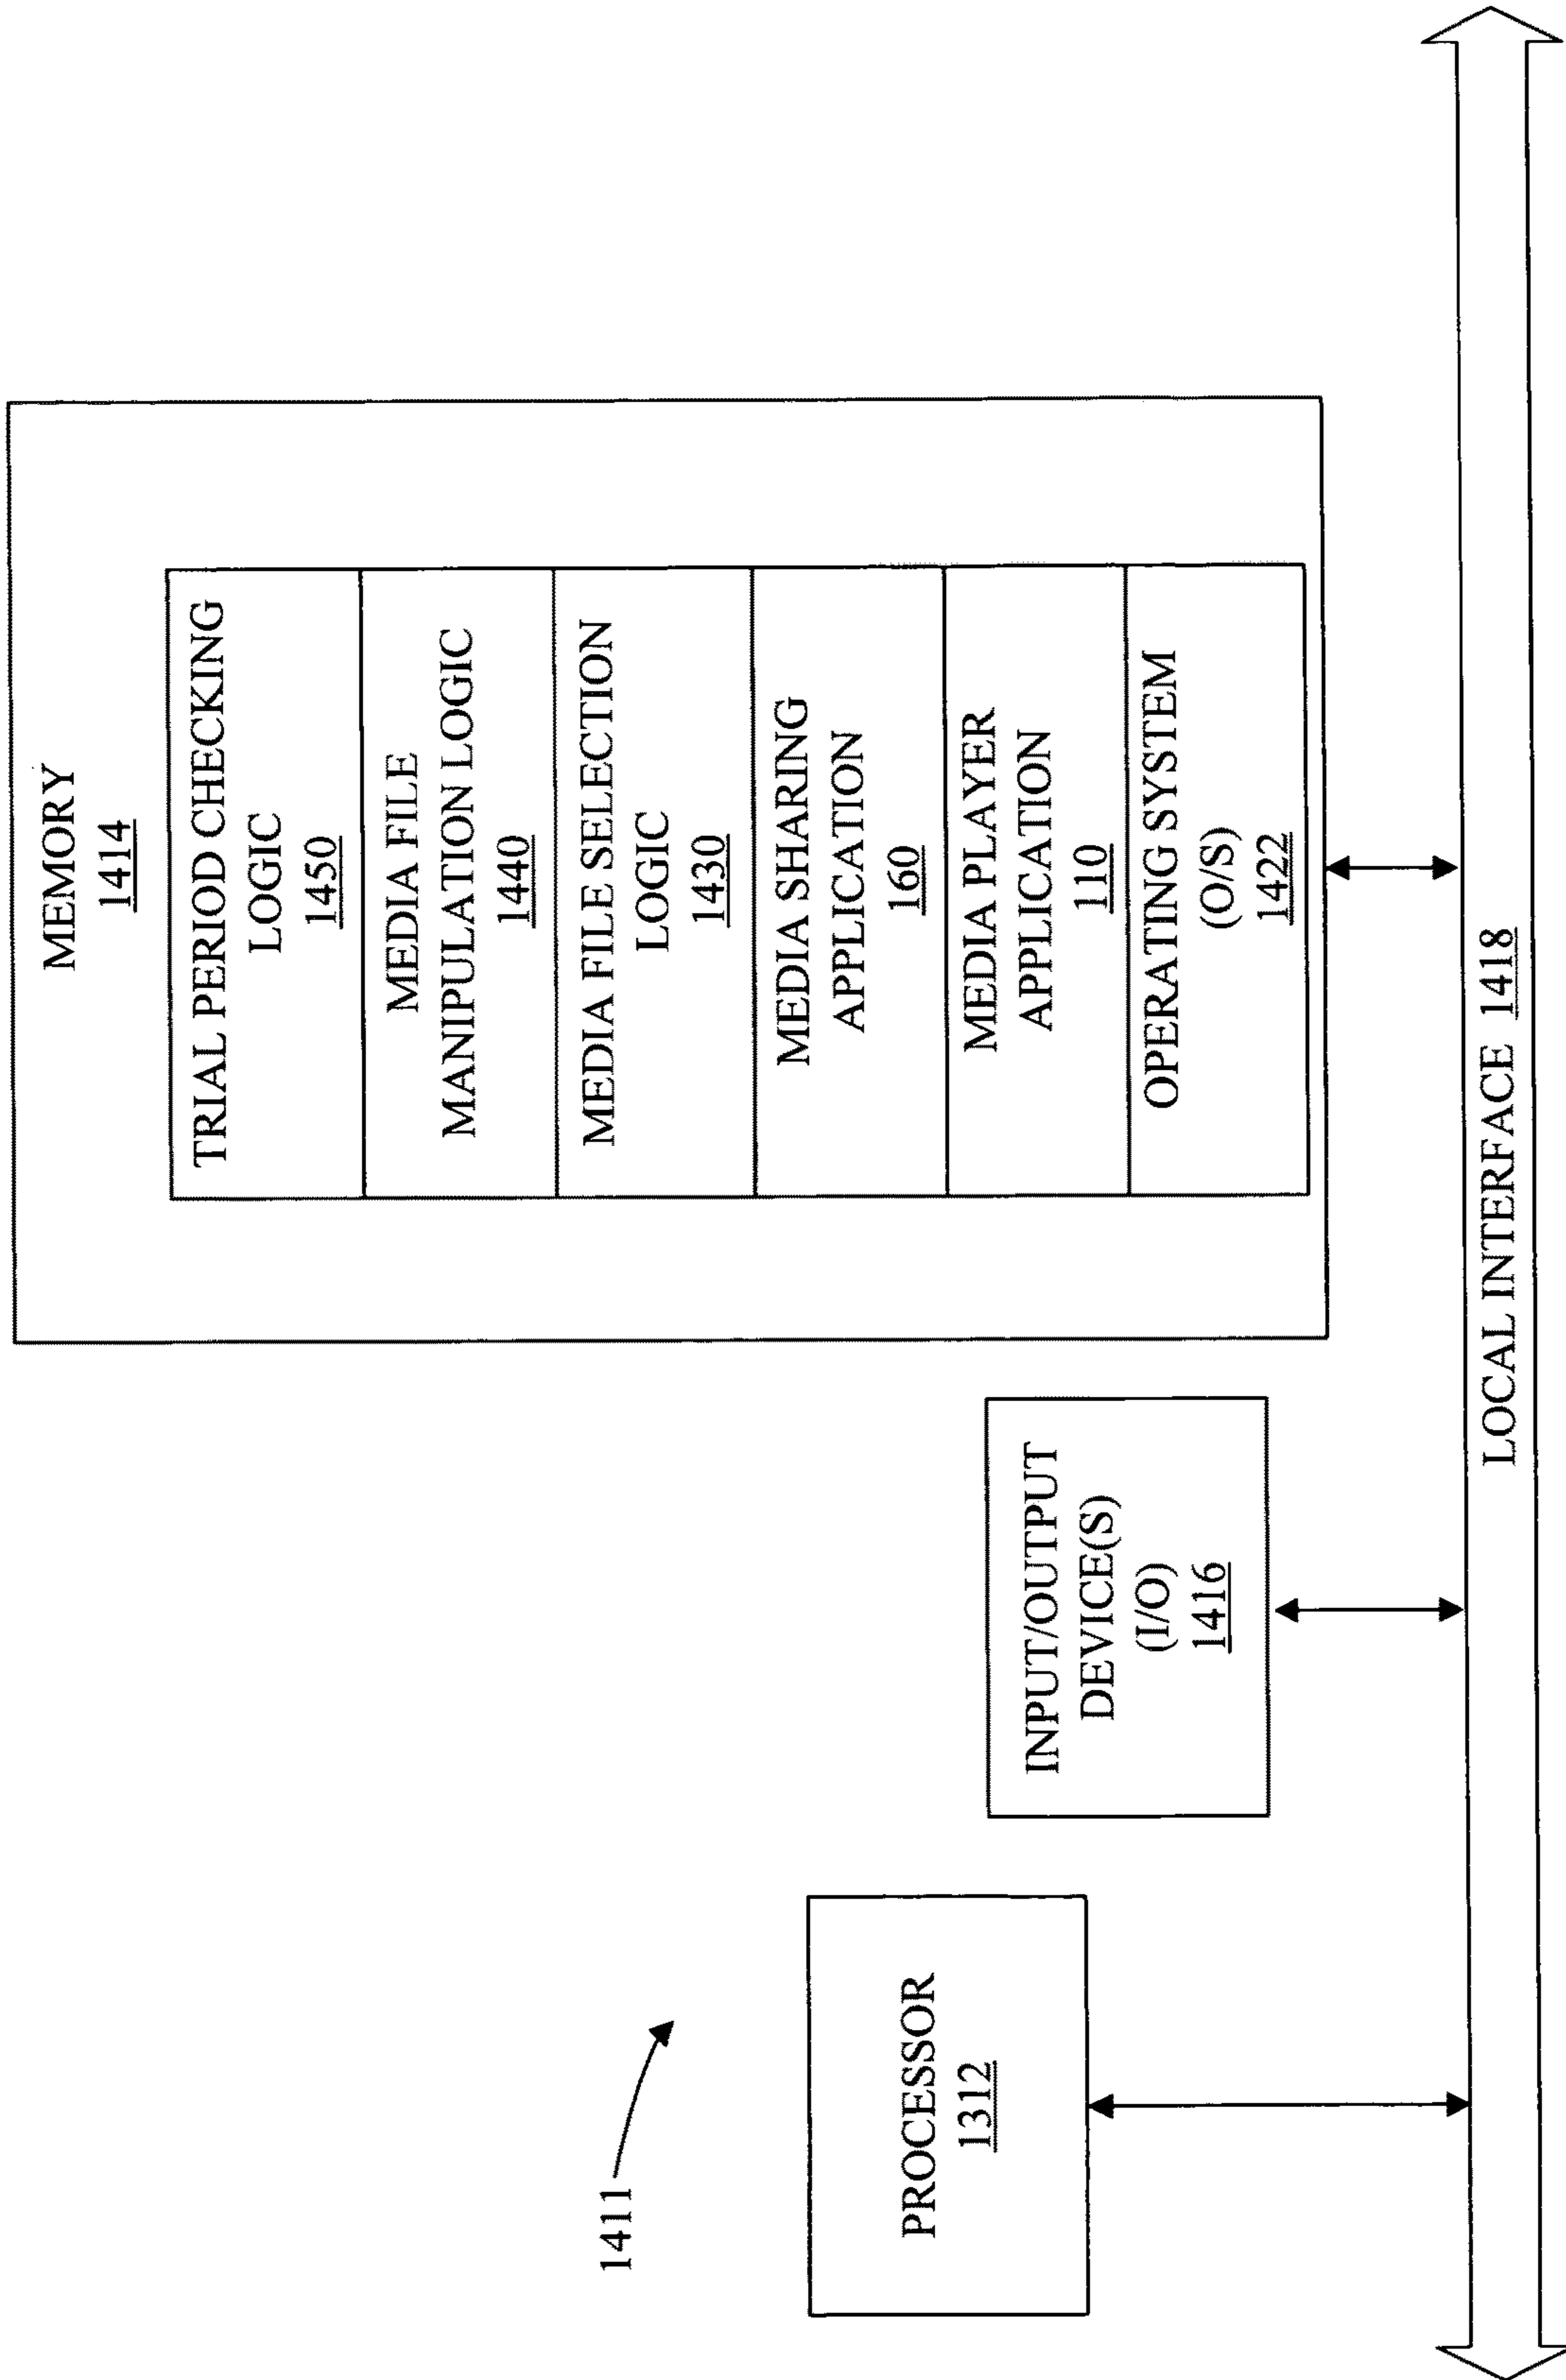 MEMORY
1414
TRIAL PERIOD CHECKING
LOGIC
1450
MEDIA FILE
MANIPULATION LOGIC
1440
MEDIA FILE SELECTION
LOGIC
1430
MEDIA SHARING
APPLICATION
160
MEDIA PLAYER
APPLICATION
110
OPERATING SYSTEM
(O/S)
1422
1411
PROCESSOR
1312
INPUT/OUTPUT
DEVICE(S)
(I/O)
1416
LOCAL INTERFACE 1418